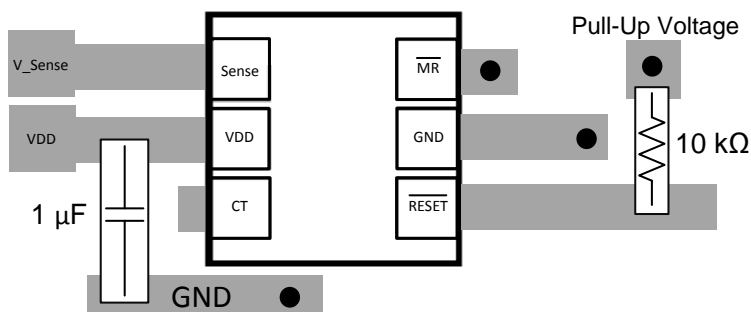 Pull-Up Voltage
V_Sense
Sense
MR
VDD
VDD
GND
10 kΩ
1 µF
CT
RESET
GND